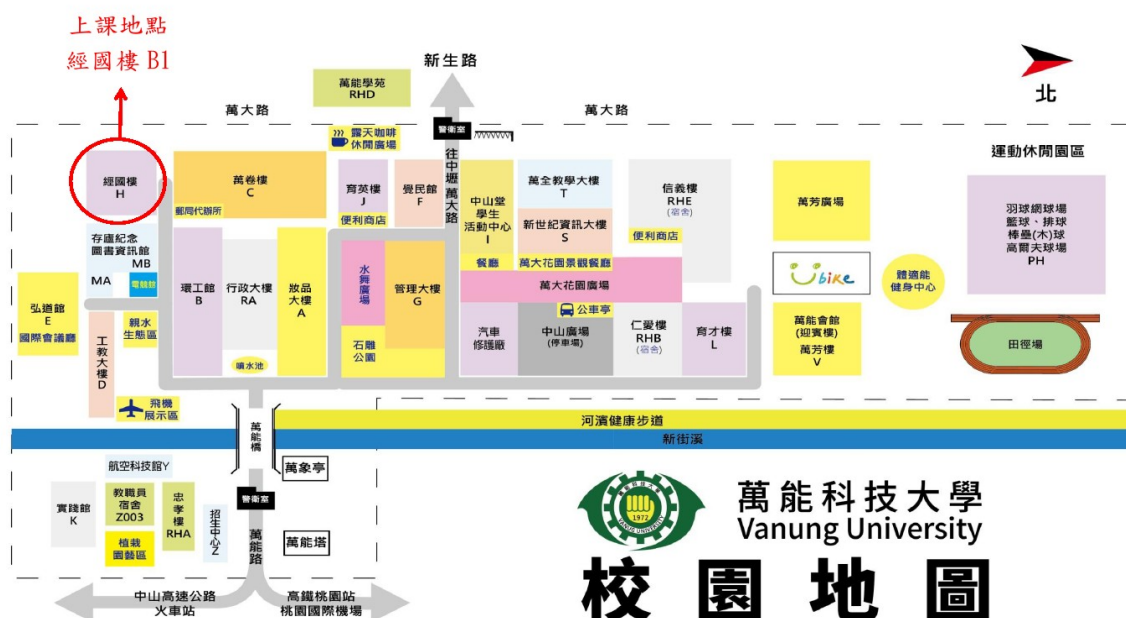 上課地點
經國樓 B1
新生路
北
萬能學苑
RHD
萬大路
萬大路
露天咖啡
休閒廣場
警衛室
往中壢
萬大路
運動休閒園區
經國樓
H
萬卷樓
C
郵局代辦所
育英樓
J
便利商店
覺民館
F
中山堂
學生
活動中心
I
餐廳
萬全教學大樓
T
新世紀資訊大樓
S
萬大花園景觀餐廳
信義樓
RHE
(宿舍)
便利商店
萬芳廣場
羽球網球場
籃球、排球
棒壘(木)球
高爾夫球場
PH
存廬紀念
圖書資訊館
MB
MA
電競館
環工館
B
行政大樓
RA
妝品
大樓
A
水舞廣場
管理大樓
G
萬大花園廣場
Ubike
體適能
健身中心
弘道館
E
國際會議廳
親水
生態區
工教大樓D
噴水池
石雕
公園
汽車
修護廠
公車亭
中山廣場
(停車場)
仁愛樓
RHB
(宿舍)
育才樓
L
萬能會館
(迎賓樓)
萬芳樓
V
田徑場
飛機
展示區
萬能橋
河濱健康步道
新街溪
航空科技館Y
萬象亭
實踐館
K
教職員
宿舍
Z003
植栽
園藝區
忠孝樓
RHA
招生中心Z
警衛室
萬能路
萬能塔
中山高速公路
火車站
高鐵桃園站
桃園國際機場
1972
VANUNG UNIVERSITY
萬能科技大學
Vanung University
校園地圖